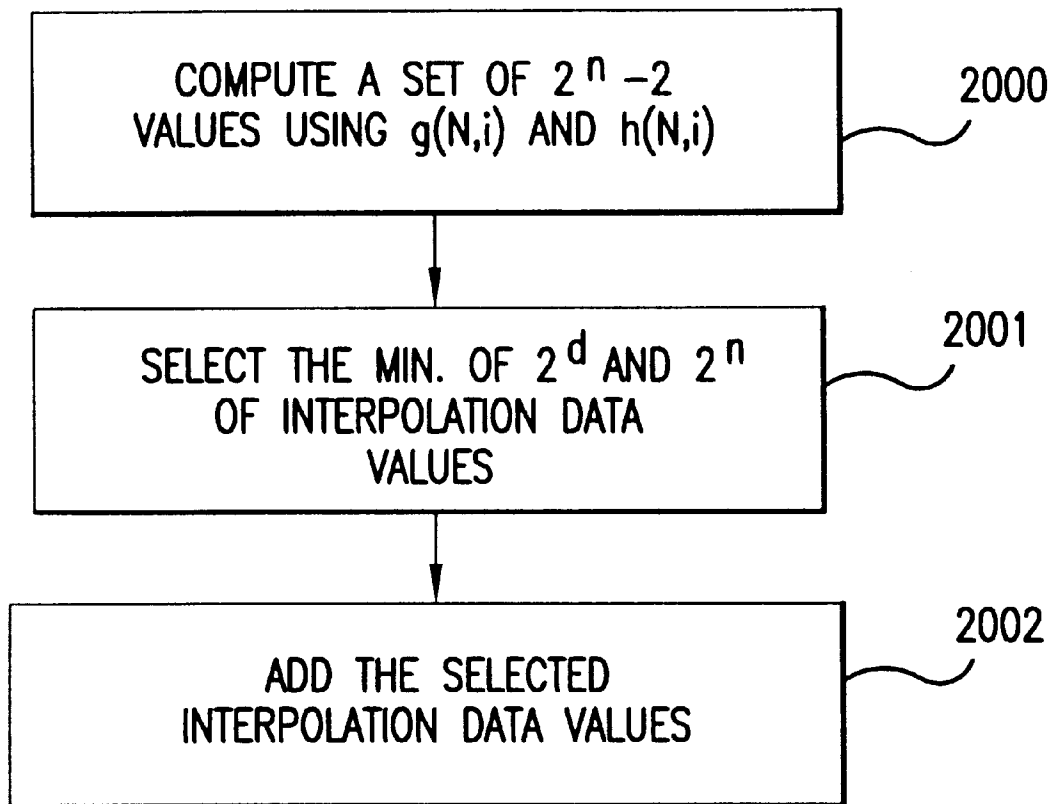 COMPUTE A SET OF 2ⁿ -2
VALUES USING g(N,i) AND h(N,i)
2000
SELECT THE MIN. OF 2ᵈ AND 2ⁿ
OF INTERPOLATION DATA
VALUES
2001
ADD THE SELECTED
INTERPOLATION DATA VALUES
2002